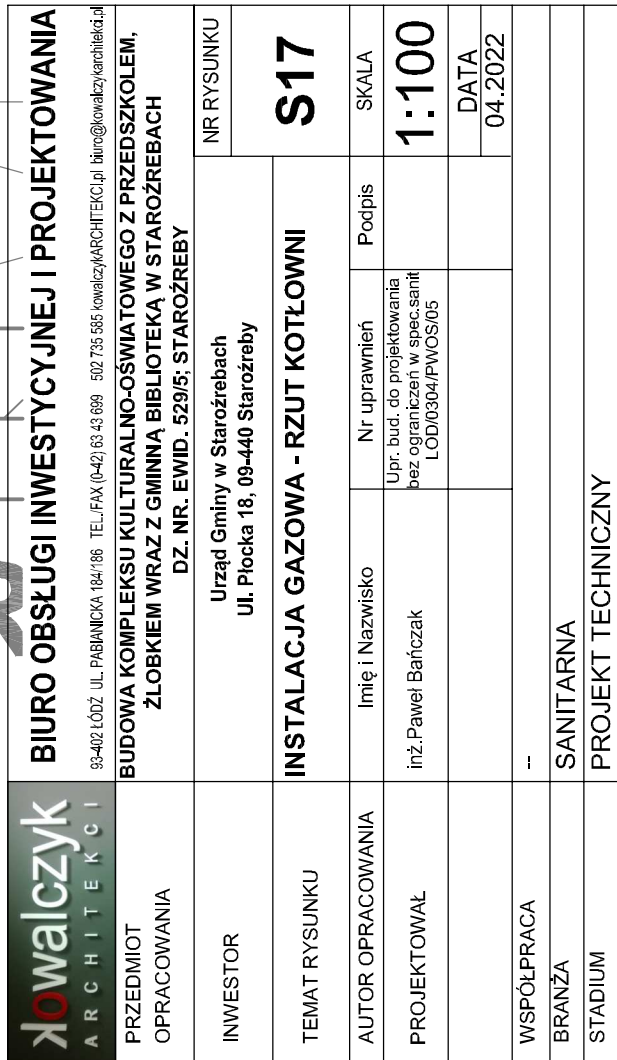 Kowalczyk
ARCHITEKCI
BIURO OBSŁUGI INWESTYCYJNEJ I PROJEKTOWANIA
93-402 ŁÓDŹ UL. PABIANICKA 184/186 TEL./FAX (0-42) 63 43 699 502 735 585 kowalczykARCHITEKCI.pl biuro@kowalczykarchitekci.pl
PRZEDMIOT
OPRACOWANIA
BUDOWA KOMPLEKSU KULTURALNO-OŚWIATOWEGO Z PRZEDSZKOLEM,
ŻLOBKIEM WRAZ Z GMINNĄ BIBLIOTEKĄ W STAROŹREBACH
DZ. NR. EWID. 529/5; STAROŹREBY
INWESTOR
Urząd Gminy w Staroźrebach
Ul. Płocka 18, 09-440 Staroźreby
NR RYSUNKU
S17
TEMAT RYSUNKU
INSTALACJA GAZOWA - RZUT KOTŁOWNI
AUTOR OPRACOWANIA
Imię i Nazwisko
Nr uprawnień
Podpis
SKALA
1:100
PROJEKTOWAŁ
inż.Paweł Bańczak
Upr. bud. do projektowania
bez ograniczeń w spec.sanit
LOD/0304/PWOS/05
DATA
04.2022
WSPÓŁPRACA
--
BRANŻA
SANITARNA
STADIUM
PROJEKT TECHNICZNY